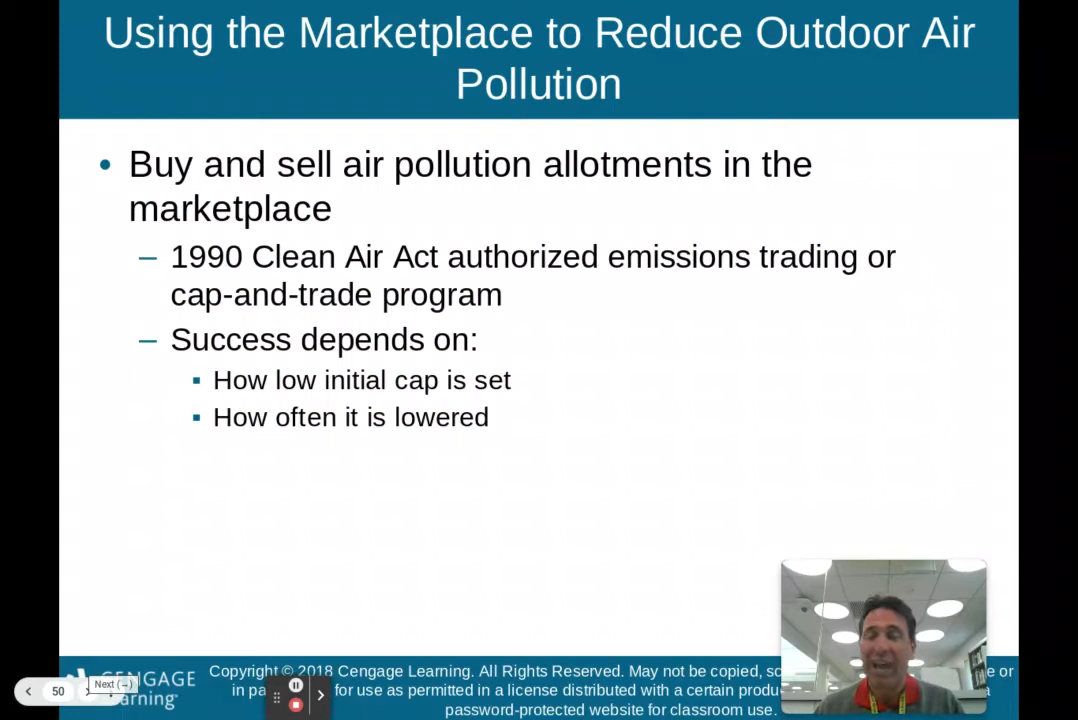 Using the Marketplace to Reduce Outdoor Air
Pollution
• Buy and sell air pollution allotments in the
marketplace
– 1990 Clean Air Act authorized emissions trading or
cap-and-trade program
– Success depends on:
▪ How low initial cap is set
▪ How often it is lowered
CENGAGE
Learning
Copyright © 2018 Cengage Learning. All Rights Reserved. May not be copied, e or
in for use as permitted in a license distributed with a certain a
password-protected website for classroom use.
50
Next (→)